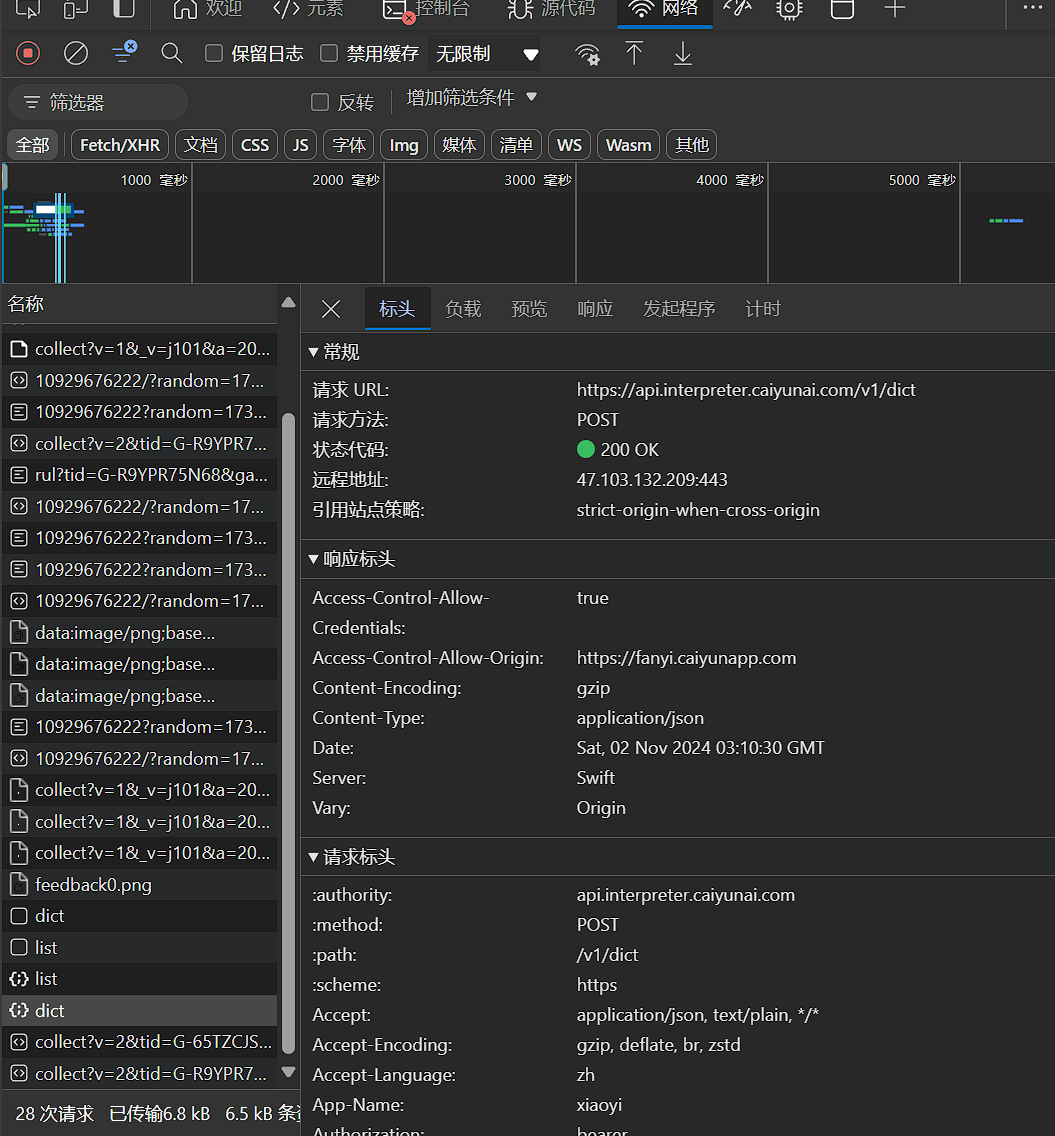 欢迎 元素 控制台 源代码 网络
保留日志 禁用缓存 无限制
筛选器 反转 增加筛选条件
全部 Fetch/XHR 文档 CSS JS 字体 Img 媒体 清单 WS Wasm 其他
1000 毫秒 2000 毫秒 3000 毫秒 4000 毫秒 5000 毫秒
名称
collect?v=1&_v=j101&a=20...
10929676222/?random=17...
10929676222?random=173...
collect?v=2&tid=G-R9YPR7...
rul?tid=G-R9YPR75N68&ga...
10929676222/?random=17...
10929676222?random=173...
10929676222?random=173...
10929676222/?random=17...
data:image/png;base...
data:image/png;base...
data:image/png;base...
10929676222?random=173...
10929676222/?random=17...
collect?v=1&_v=j101&a=20...
collect?v=1&_v=j101&a=20...
collect?v=1&_v=j101&a=20...
feedback0.png
dict
list
list
dict
collect?v=2&tid=G-65TZCJS...
collect?v=2&tid=G-R9YPR7...
28 次请求 已传输6.8 kB 6.5 kB 条
标头 负载 预览 响应 发起程序 计时
常规
请求 URL: https://api.interpreter.caiyunai.com/v1/dict
请求方法: POST
状态代码: 200 OK
远程地址: 47.103.132.209:443
引用站点策略: strict-origin-when-cross-origin
响应标头
Access-Control-Allow- true
Credentials:
Access-Control-Allow-Origin: https://fanyi.caiyunapp.com
Content-Encoding: gzip
Content-Type: application/json
Date: Sat, 02 Nov 2024 03:10:30 GMT
Server: Swift
Vary: Origin
请求标头
:authority: api.interpreter.caiyunai.com
:method: POST
:path: /v1/dict
:scheme: https
Accept: application/json, text/plain, */*
Accept-Encoding: gzip, deflate, br, zstd
Accept-Language: zh
App-Name: xiaoyi
Authorization: bearer